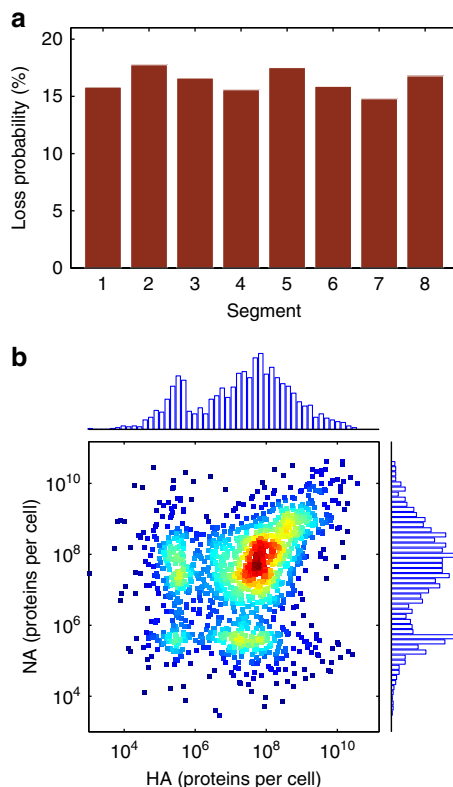 a
20
15
10
5
0
Loss probability (%)
1 2 3 4 5 6 7 8
Segment
b
10^10
10^8
10^6
10^4
NA (proteins per cell)
10^4 10^6 10^8 10^10
HA (proteins per cell)